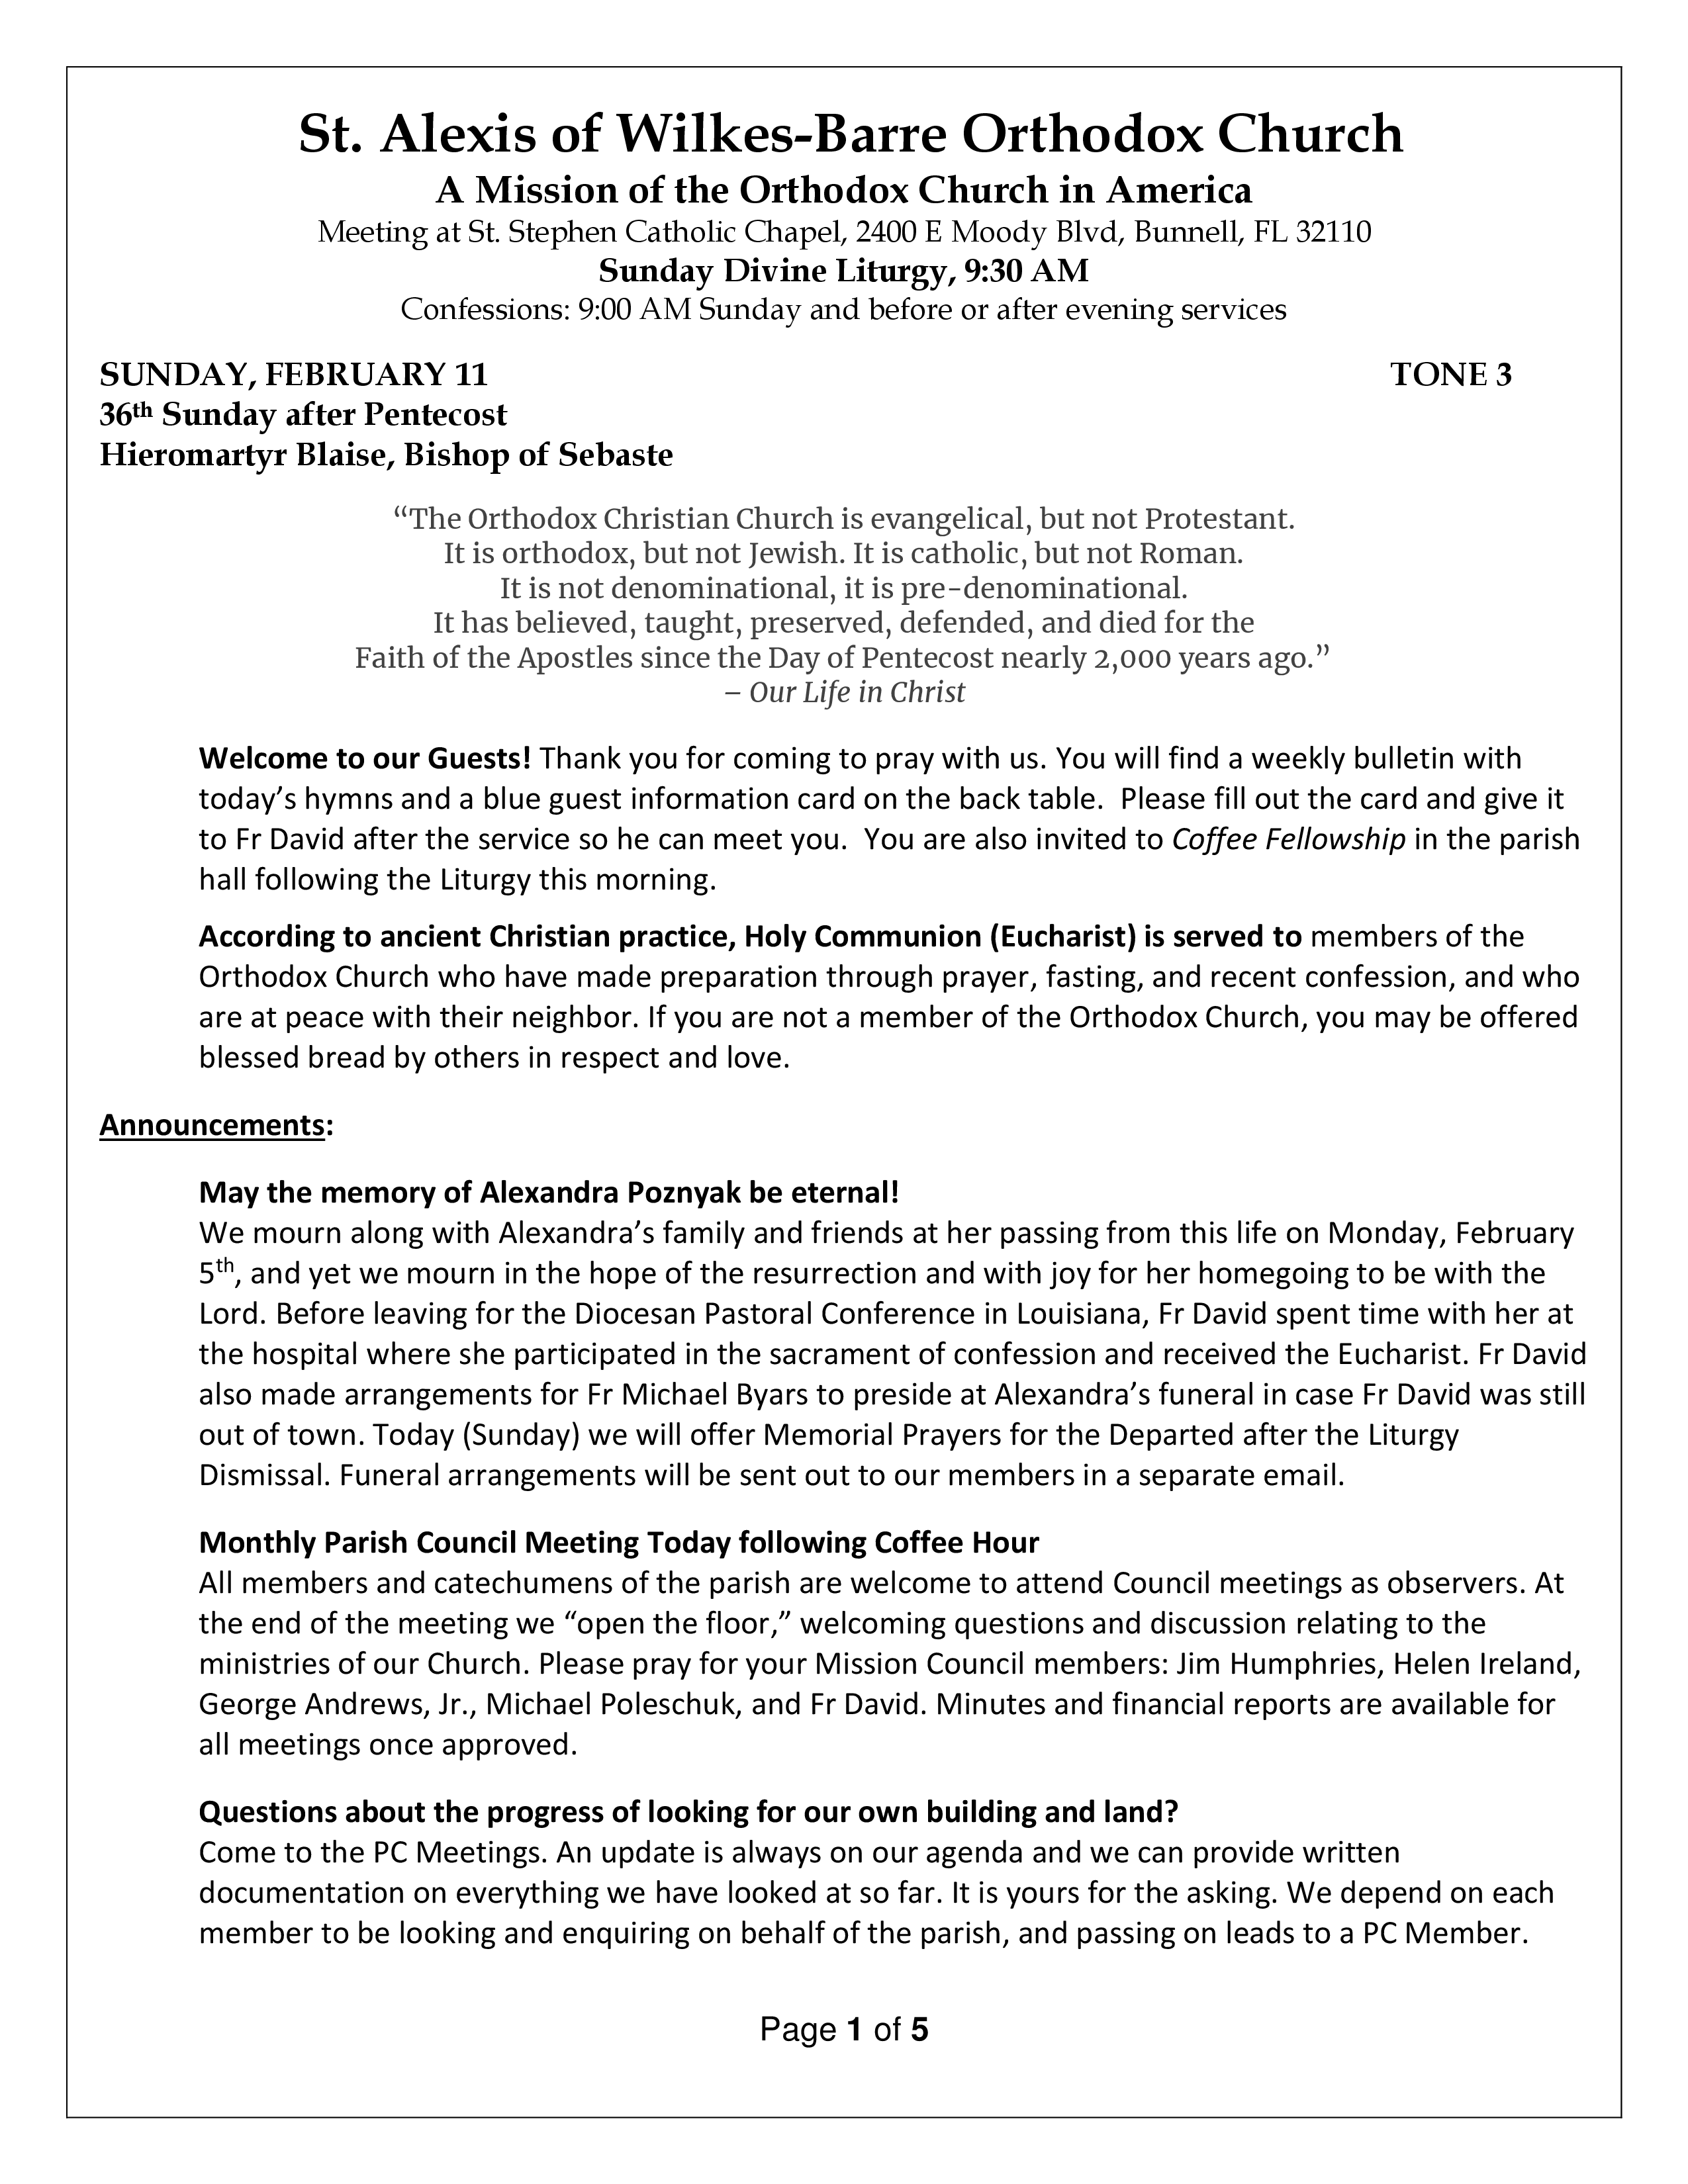 St. Alexis of Wilkes-Barre Orthodox Church
A Mission of the Orthodox Church in America
Meeting at St. Stephen Catholic Chapel, 2400 E Moody Blvd, Bunnell, FL 32110
Sunday Divine Liturgy, 9:30 AM
Confessions: 9:00 AM Sunday and before or after evening services
SUNDAY, FEBRUARY 11 TONE 3
36th Sunday after Pentecost
Hieromartyr Blaise, Bishop of Sebaste
“The Orthodox Christian Church is evangelical, but not Protestant.
It is orthodox, but not Jewish. It is catholic, but not Roman.
It is not denominational, it is pre-denominational.
It has believed, taught, preserved, defended, and died for the
Faith of the Apostles since the Day of Pentecost nearly 2,000 years ago.”
– Our Life in Christ
Welcome to our Guests! Thank you for coming to pray with us. You will find a weekly bulletin with
today’s hymns and a blue guest information card on the back table.  Please fill out the card and give it
to Fr David after the service so he can meet you.  You are also invited to Coffee Fellowship in the parish
hall following the Liturgy this morning.
According to ancient Christian practice, Holy Communion (Eucharist) is served to members of the
Orthodox Church who have made preparation through prayer, fasting, and recent confession, and who
are at peace with their neighbor. If you are not a member of the Orthodox Church, you may be offered
blessed bread by others in respect and love.
Announcements:
May the memory of Alexandra Poznyak be eternal!
We mourn along with Alexandra’s family and friends at her passing from this life on Monday, February
5th, and yet we mourn in the hope of the resurrection and with joy for her homegoing to be with the
Lord. Before leaving for the Diocesan Pastoral Conference in Louisiana, Fr David spent time with her at
the hospital where she participated in the sacrament of confession and received the Eucharist. Fr David
also made arrangements for Fr Michael Byars to preside at Alexandra’s funeral in case Fr David was still
out of town. Today (Sunday) we will offer Memorial Prayers for the Departed after the Liturgy
Dismissal. Funeral arrangements will be sent out to our members in a separate email.
Monthly Parish Council Meeting Today following Coffee Hour
All members and catechumens of the parish are welcome to attend Council meetings as observers. At
the end of the meeting we “open the floor,” welcoming questions and discussion relating to the
ministries of our Church. Please pray for your Mission Council members: Jim Humphries, Helen Ireland,
George Andrews, Jr., Michael Poleschuk, and Fr David. Minutes and financial reports are available for
all meetings once approved.
Questions about the progress of looking for our own building and land?
Come to the PC Meetings. An update is always on our agenda and we can provide written
documentation on everything we have looked at so far. It is yours for the asking. We depend on each
member to be looking and enquiring on behalf of the parish, and passing on leads to a PC Member.
Page 1 of 5